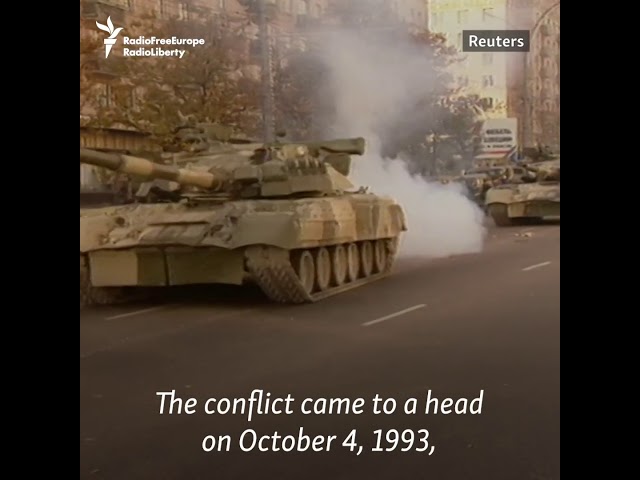 RadioFreeEurope
RadioLiberty
Reuters
The conflict came to a head
on October 4, 1993,